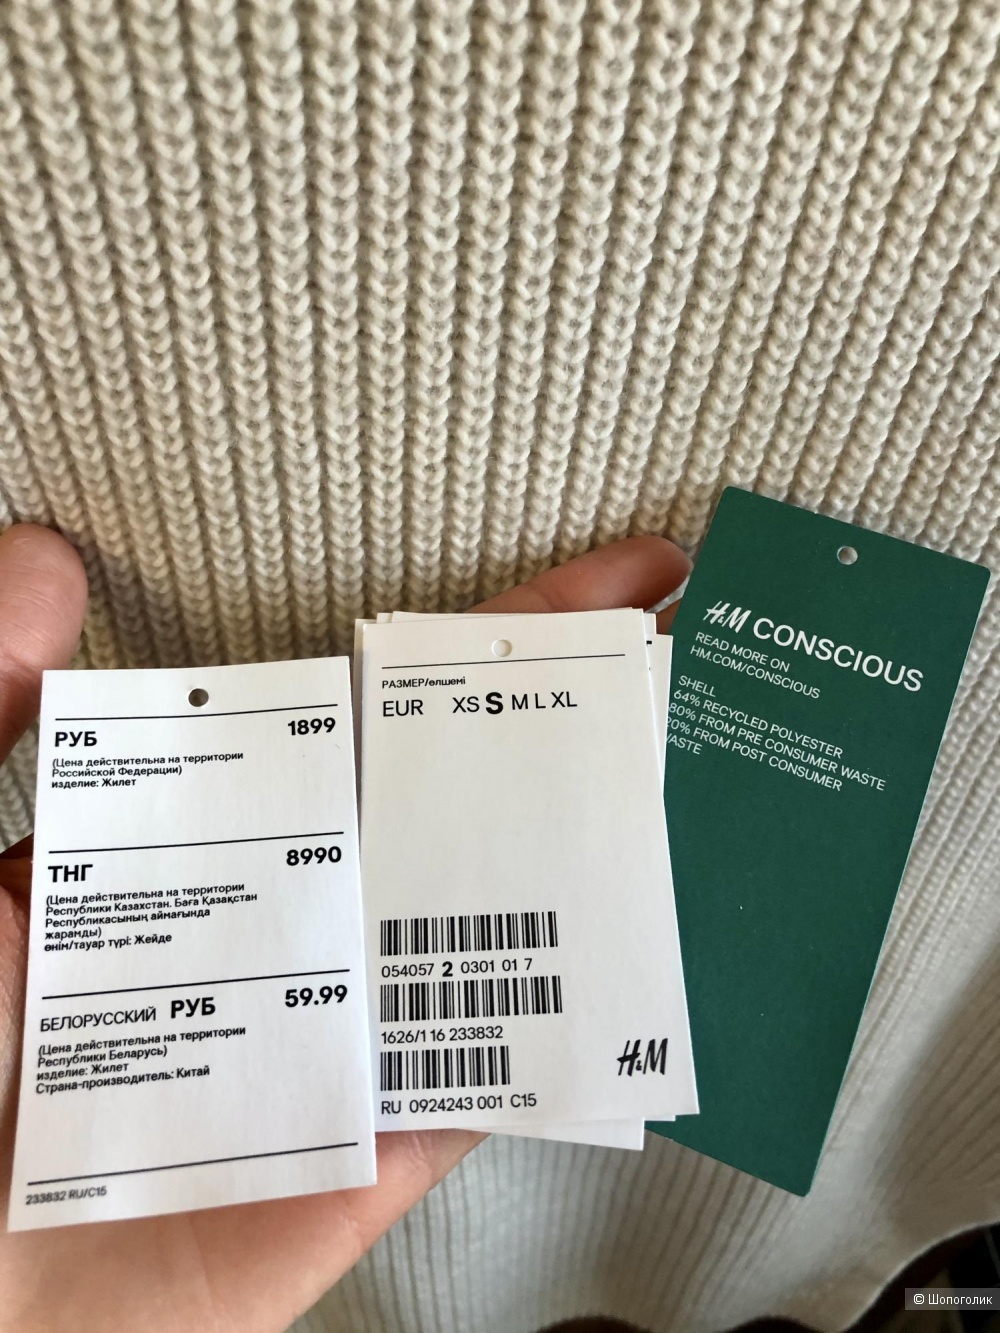 РУБ 1899
(Цена действительна на территории
Российской Федерации)
изделие: Жилет
ТНГ 8990
(Цена действительна на территории
Республики Казахстан. Баға Қазақстан
Республикасының аймағында
жарамды)
өнім/тауар түрі: Жейде
БЕЛОРУССКИЙ РУБ 59.99
(Цена действительна на территории
Республики Беларусь)
изделие: Жилет
Страна-производитель: Китай
233832 RU/C15
РАЗМЕР/өлшемі
EUR XS S M L XL
054057 2 0301 01 7
1626/1 16 233832
RU 0924243 001 C15
H&M
H&M CONSCIOUS
READ MORE ON
HM.COM/CONSCIOUS
SHELL
64% RECYCLED POLYESTER
80% FROM PRE CONSUMER WASTE
20% FROM POST CONSUMER
WASTE
© Шопоголик